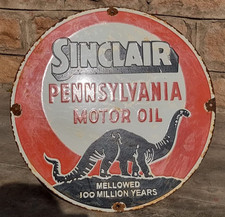 SINCLAIR
PENNSYLVANIA
MOTOR OIL
MELLOWED
100 MILLION YEARS